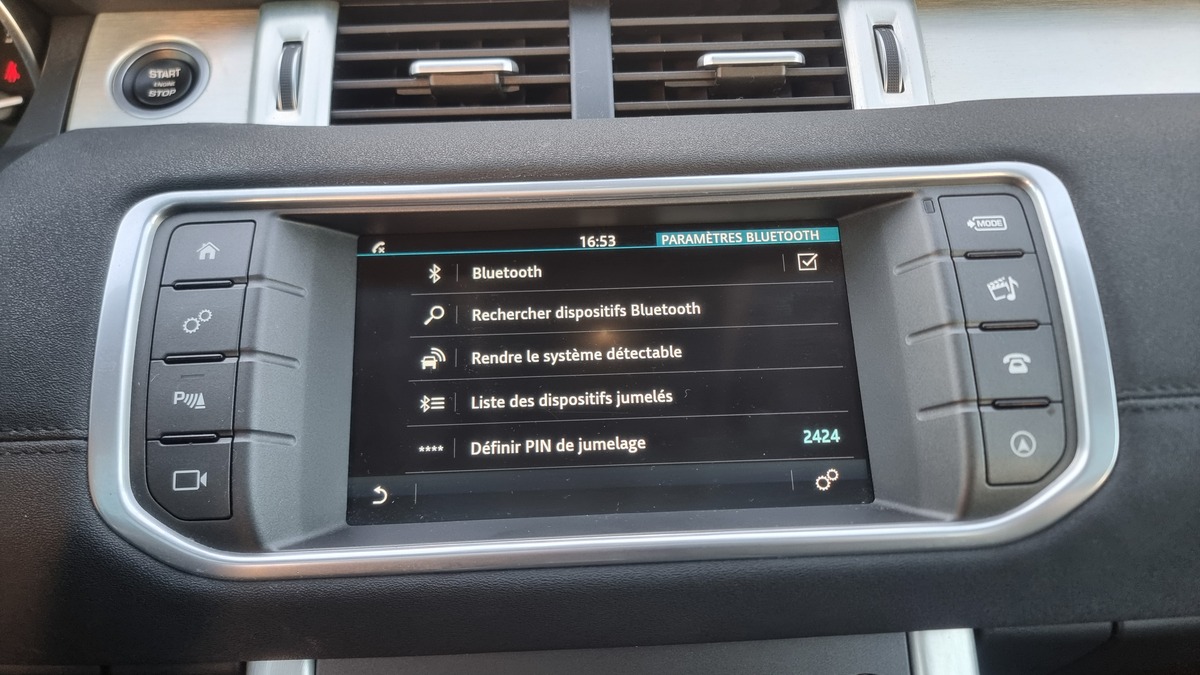 START
ENGINE
STOP
16:53
PARAMÈTRES BLUETOOTH
Bluetooth
Rechercher dispositifs Bluetooth
Rendre le système détectable
Liste des dispositifs jumelés
**** Définir PIN de jumelage 2424
P
MODE